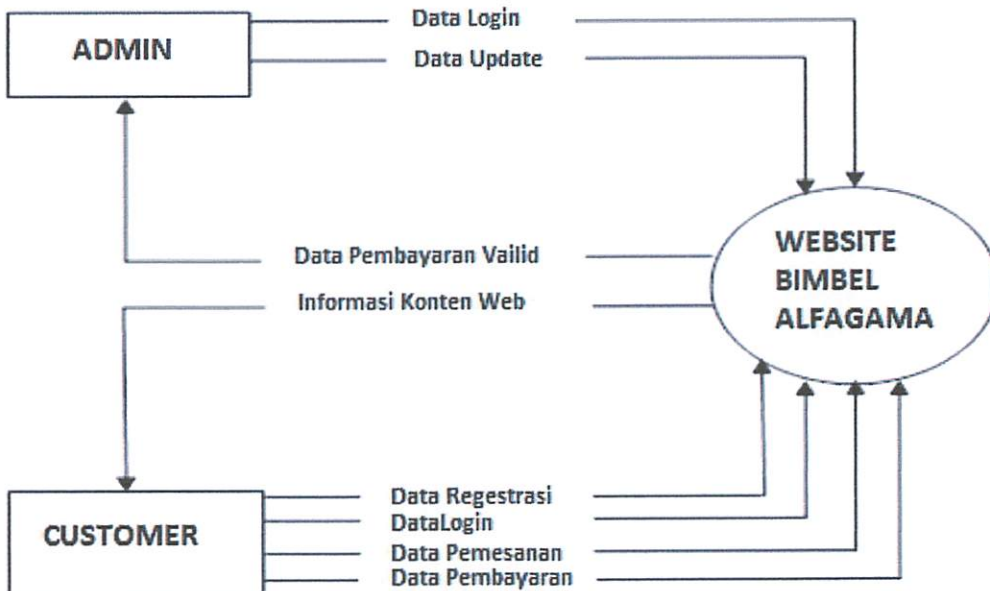 Data Login
ADMIN
Data Update
Data Pembayaran Vailid
WEBSITE
BIMBEL
ALFAGAMA
Informasi Konten Web
Data Regestrasi
DataLogin
CUSTOMER
Data Pemesanan
Data Pembayaran